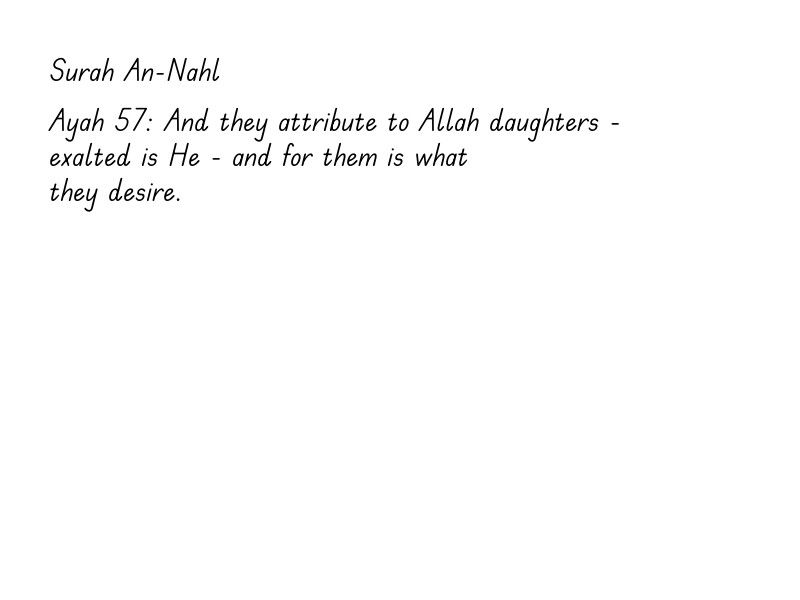 Surah An-Nahl
Ayah 57: And they attribute to Allah daughters -
exalted is He - and for them is what
they desire.